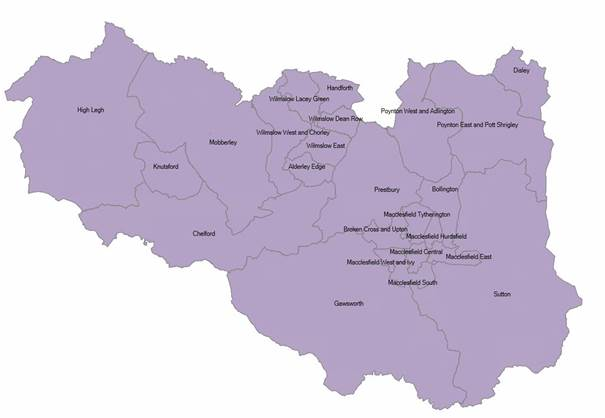 Disley
Handforth
High Legh
Wilmslow Lacey Green
Poynton West and Adlington
Wilmslow Dean Row
Poynton East and Pott Shrigley
Wilmslow West and Chorley
Mobberley
Wilmslow East
Knutsford
Alderley Edge
Prestbury
Bollington
Macclesfield Tytherington
Chelford
Broken Cross and Upton
Macclesfield Hurdsfield
Macclesfield Central
Macclesfield East
Macclesfield West and Ivy
Macclesfield South
Sutton
Gawsworth